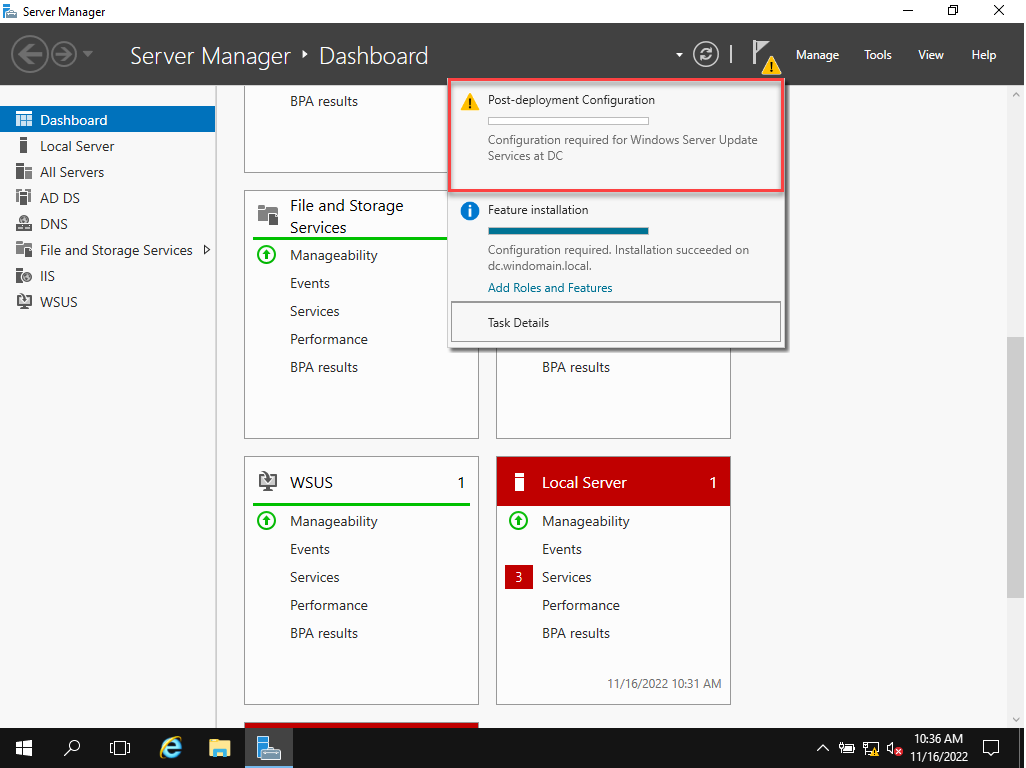 Server Manager
Server Manager ‣ Dashboard
Manage
Tools
View
Help
Dashboard
Local Server
All Servers
AD DS
DNS
File and Storage Services
IIS
WSUS
BPA results
Post-deployment Configuration
Configuration required for Windows Server Update
Services at DC
Feature installation
Configuration required. Installation succeeded on
dc.windomain.local.
Add Roles and Features
Task Details
File and Storage
Services
Manageability
Events
Services
Performance
BPA results
BPA results
WSUS 1
Manageability
Events
Services
Performance
BPA results
Local Server 1
Manageability
Events
3 Services
Performance
BPA results
11/16/2022 10:31 AM
10:36 AM
11/16/2022